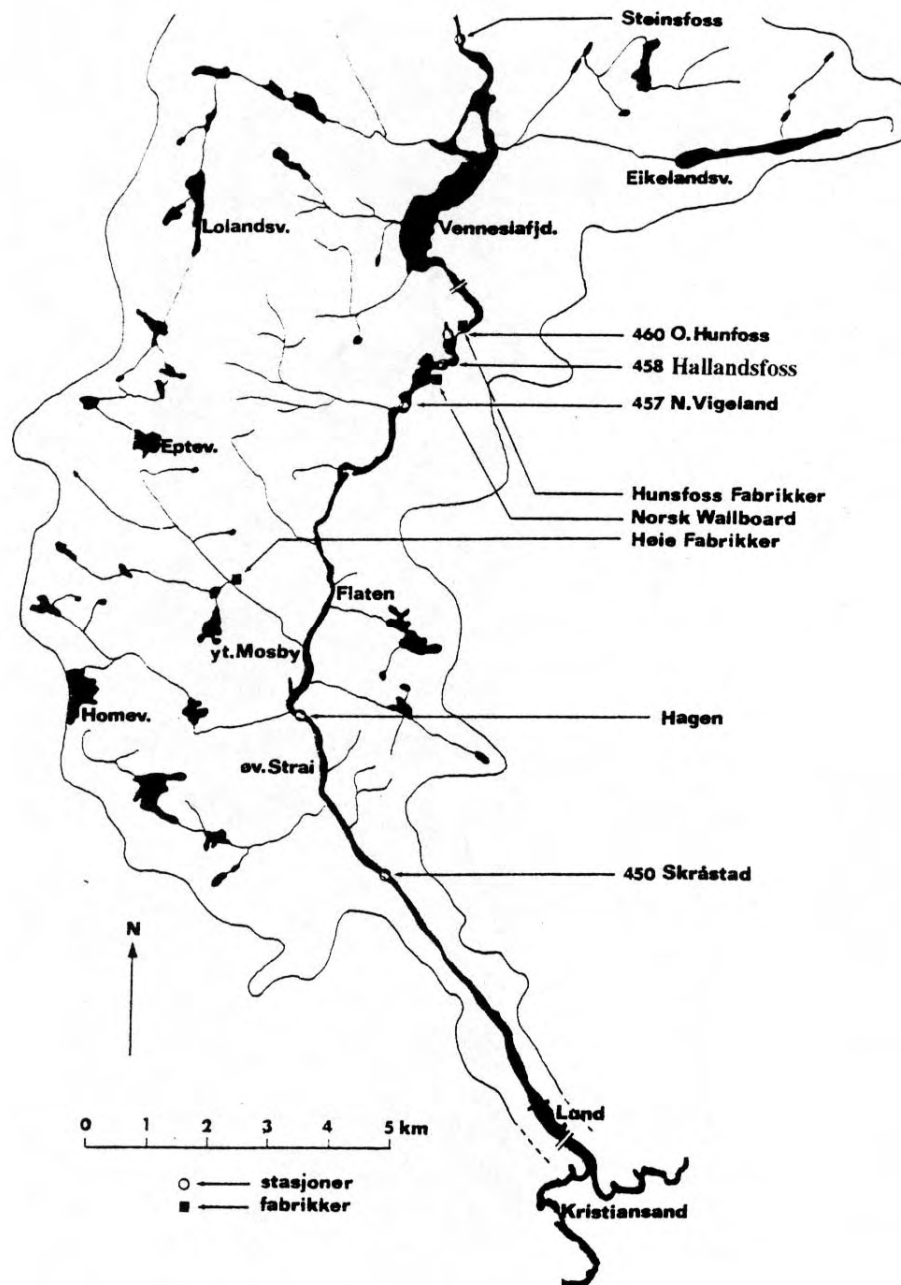 Steinsfoss
Eikelandsv.
Lolandsv.
Venneslafjd.
460 O.Hunfoss
458 Hallandsfoss
457 N.Vigeland
Eptev.
Hunsfoss Fabrikker
Norsk Wallboard
Høie Fabrikker
Flaten
yt.Mosby
Homev.
Hagen
øv.Strai
450 Skråstad
N
Lund
0 1 2 3 4 5 km
stasjoner
fabrikker
Kristiansand